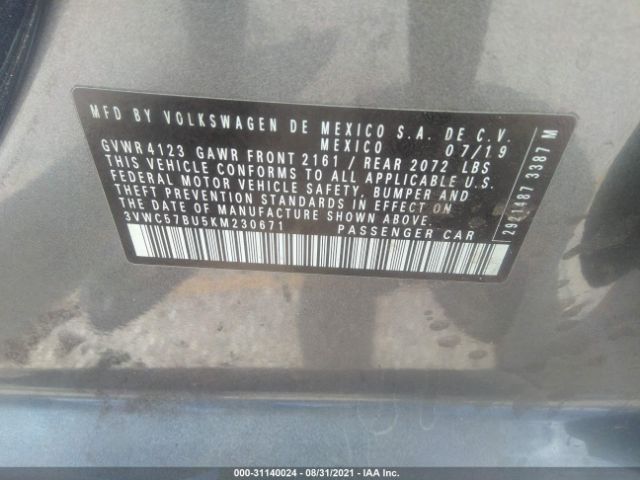 MFD BY VOLKSWAGEN DE MEXICO S.A. DE C.V.
MEXICO 07/19
GVWR 4123 GAWR FRONT 2161 / REAR 2072 LBS
THIS VEHICLE CONFORMS TO ALL APPLICABLE U.S.
FEDERAL MOTOR VEHICLE SAFETY, BUMPER AND
THEFT PREVENTION STANDARDS IN EFFECT ON
THE DATE OF MANUFACTURE SHOWN ABOVE.
3VWC57BU5KM230671 PASSENGER CAR
2921487 3387 M
000-31140024 - 08/31/2021 - IAA Inc.